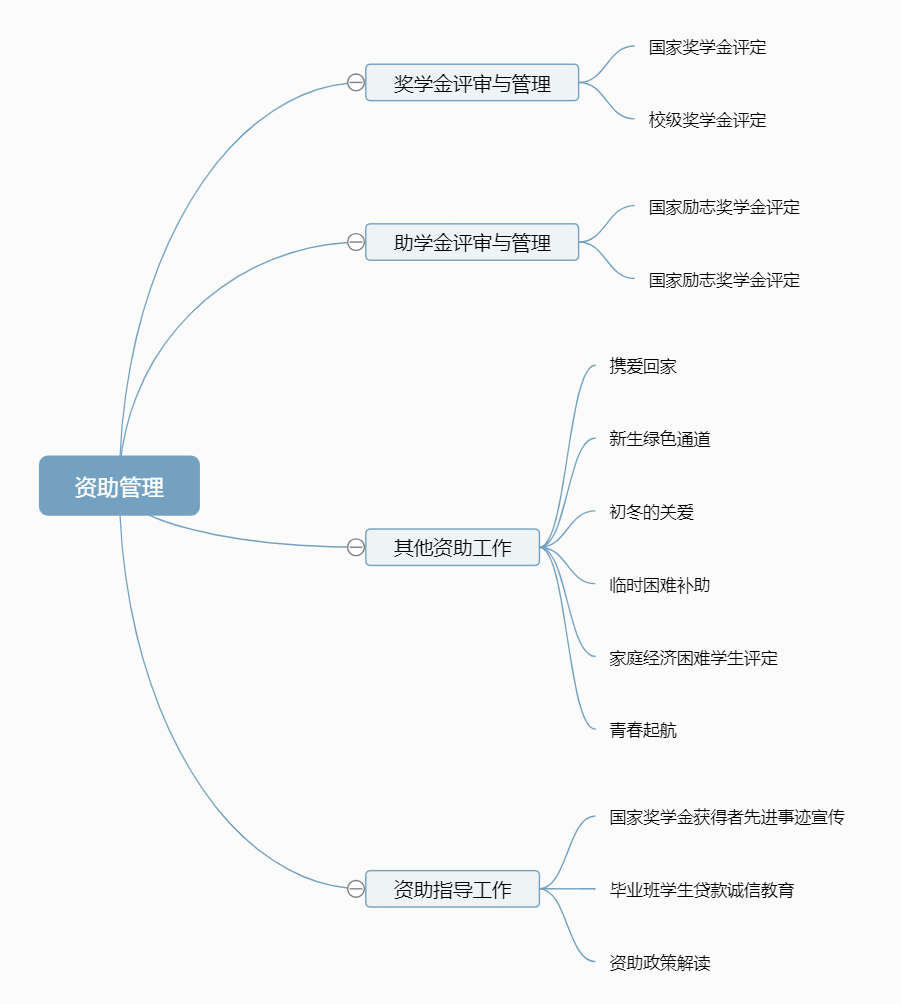 国家奖学金评定
奖学金评审与管理
校级奖学金评定
国家励志奖学金评定
助学金评审与管理
国家励志奖学金评定
携爱回家
新生绿色通道
资助管理
初冬的关爱
其他资助工作
临时困难补助
家庭经济困难学生评定
青春起航
国家奖学金获得者先进事迹宣传
资助指导工作
毕业班学生贷款诚信教育
资助政策解读